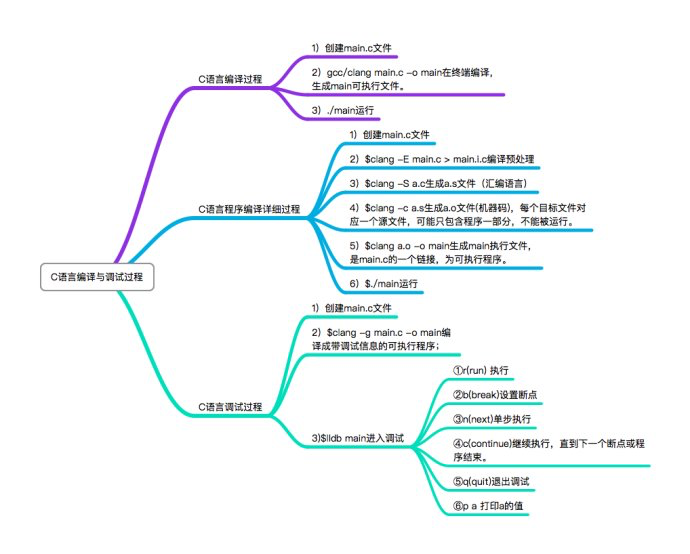 C语言编译与调试过程
C语言编译过程
1）创建main.c文件
2）gcc/clang main.c -o main在终端编译，
生成main可执行文件。
3）./main运行
C语言程序编译详细过程
1）创建main.c文件
2）$clang -E main.c > main.i.c编译预处理
3）$clang -S a.c生成a.s文件（汇编语言）
4）$clang -c a.s生成a.o文件(机器码)，每个目标文件对
应一个源文件，可能只包含程序一部分，不能被运行。
5）$clang a.o -o main生成main执行文件，
是main.c的一个链接，为可执行程序。
6）$./main运行
C语言调试过程
1）创建main.c文件
2）$clang -g main.c -o main编
译成带调试信息的可执行程序；
3)$lldb main进入调试
①r(run) 执行
②b(break)设置断点
③n(next)单步执行
④c(continue)继续执行，直到下一个断点或程
序结束。
⑤q(quit)退出调试
⑥p a 打印a的值